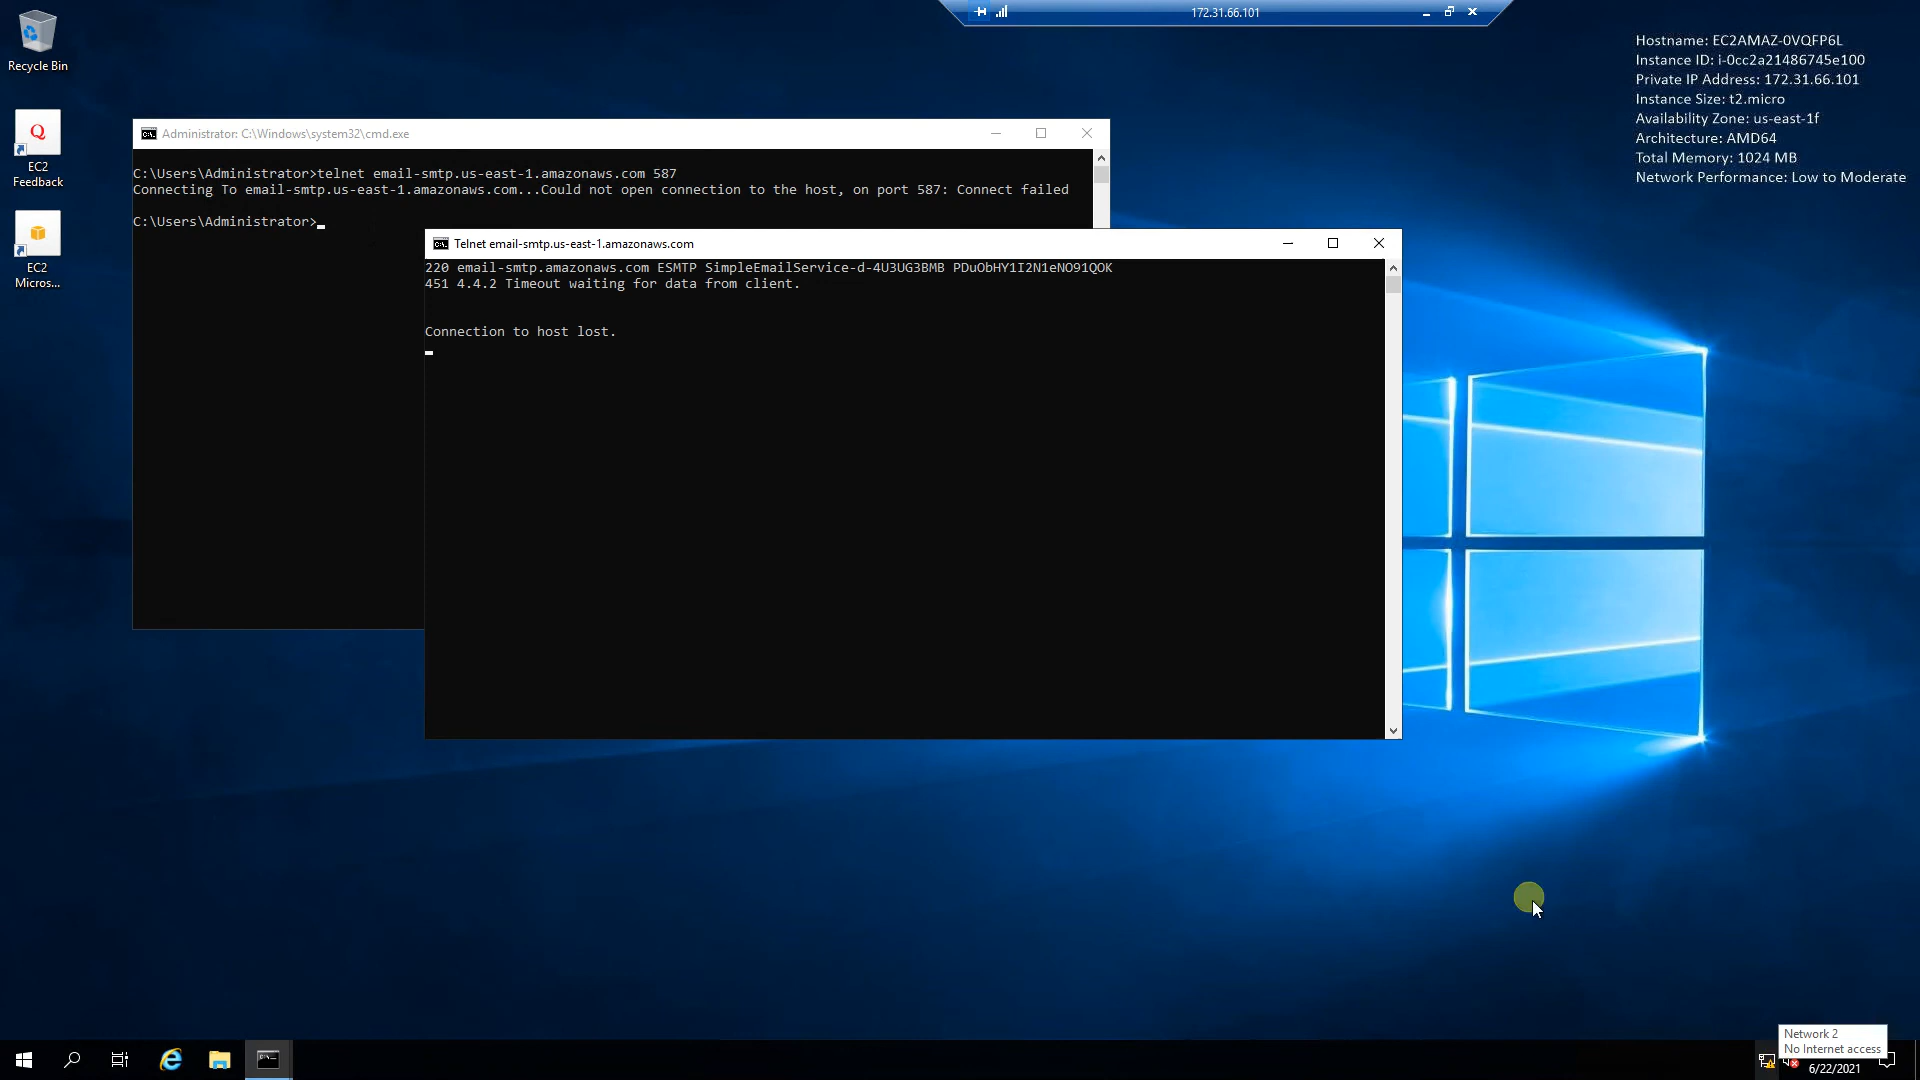 172.31.66.101
Hostname: EC2AMAZ-0VQFP6L
Instance ID: i-0cc2a21486745e100
Private IP Address: 172.31.66.101
Instance Size: t2.micro
Availability Zone: us-east-1f
Architecture: AMD64
Total Memory: 1024 MB
Network Performance: Low to Moderate
Recycle Bin
EC2
Feedback
EC2
Micros...
Administrator: C:\Windows\system32\cmd.exe
C:\Users\Administrator>telnet email-smtp.us-east-1.amazonaws.com 587
Connecting To email-smtp.us-east-1.amazonaws.com...Could not open connection to the host, on port 587: Connect failed
C:\Users\Administrator>
Telnet email-smtp.us-east-1.amazonaws.com
220 email-smtp.amazonaws.com ESMTP SimpleEmailService-d-4U3UG3BMB PDuObHY1I2N1eNO91QOK
451 4.4.2 Timeout waiting for data from client.
Connection to host lost.
Network 2
No Internet access
6/22/2021